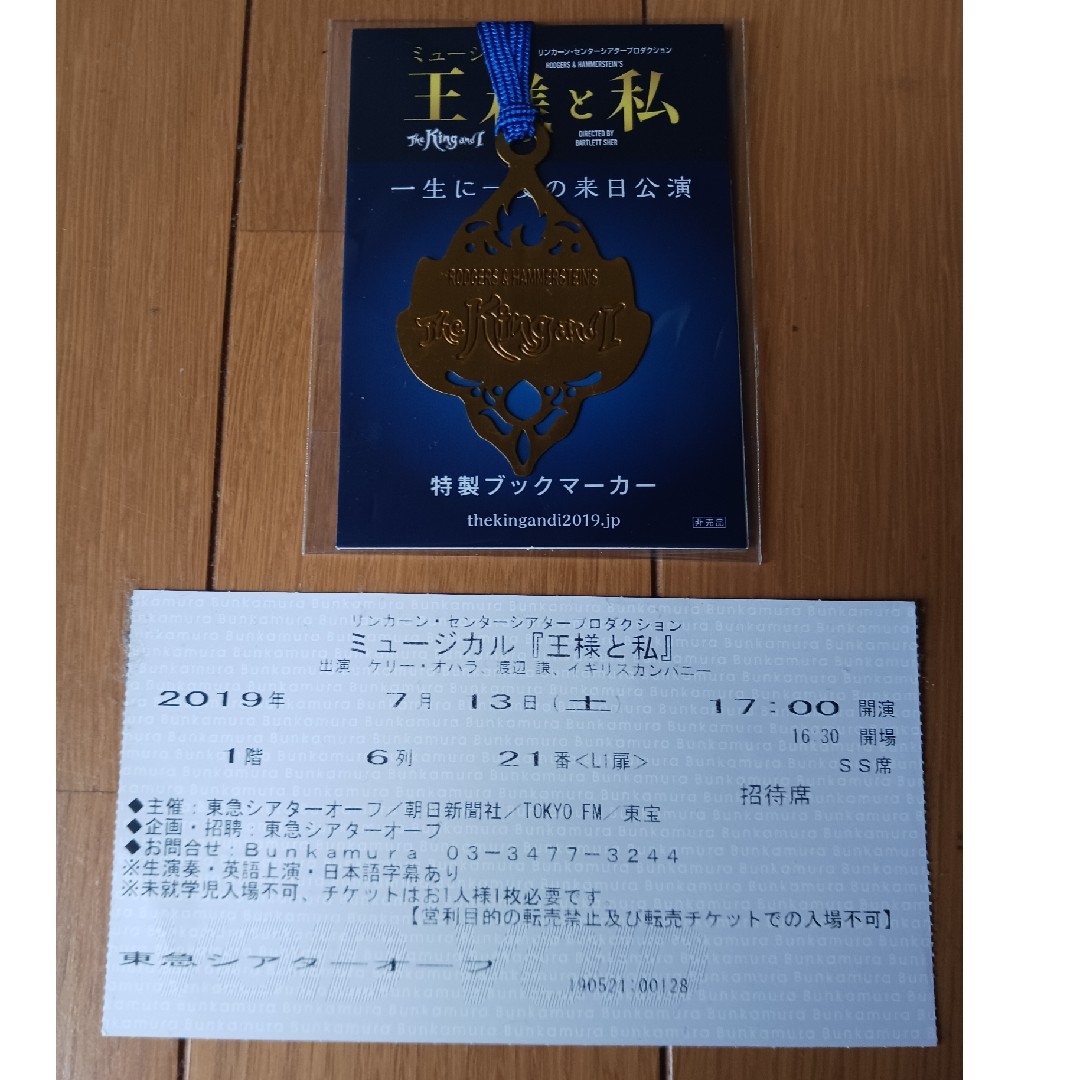 ミュージ
リンカーン・センターシアタープロダクション
RODGERS & HAMMERSTEIN'S
王様と私
The King and I
DIRECTED BY
BARTLETT SHER
一生に一度の来日公演
RODGERS & HAMMERSTEIN'S
The King and I
特製ブックマーカー
thekingandi2019.jp
非売品
リンカーン・センターシアタープロダクション
ミュージカル『王様と私』
出演 ケリー・オハラ、渡辺 謙、イギリスカンパニー
2019年 7月 13日(土) 17:00 開演
16:30 開場
1階 6列 21番<L1扉> SS席
招待席
◆主催:東急シアターオーブ/朝日新聞社/TOKYO FM/東宝
◆企画・招聘:東急シアターオーブ
◆お問合せ:Bunkamura 03-3477-3244
※生演奏・英語上演・日本語字幕あり
※未就学児入場不可、チケットはお1人様1枚必要です。
【営利目的の転売禁止及び転売チケットでの入場不可】
東急シアターオーブ
190521:00128